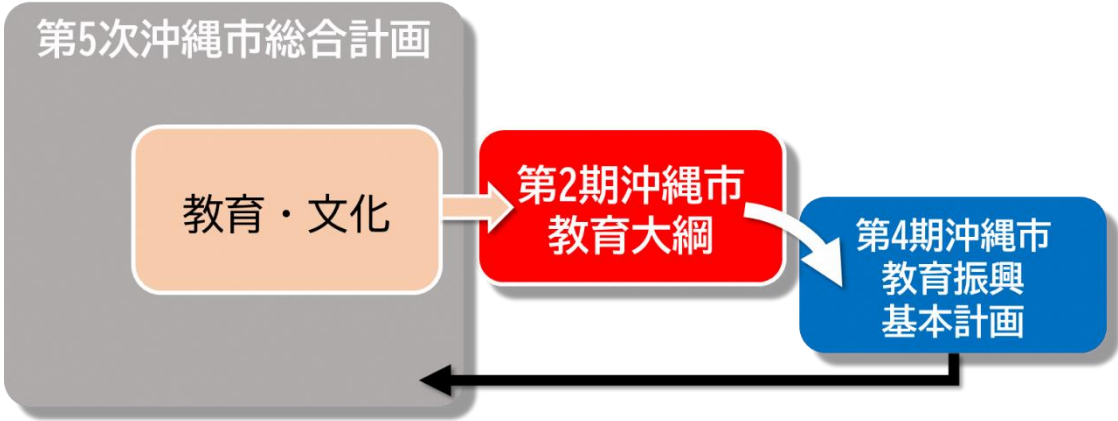 第5次沖縄市総合計画
教育・文化
第2期沖縄市
教育大綱
第4期沖縄市
教育振興
基本計画